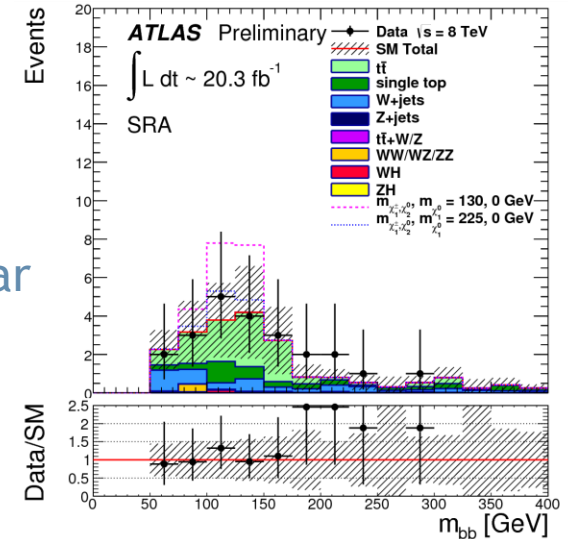 Events
20
18
16
14
12
10
8
6
4
2
0
ATLAS Preliminary
∫ L dt ~ 20.3 fb⁻¹
SRA
Data √s = 8 TeV
SM Total
tt̄
single top
W+jets
Z+jets
tt̄+W/Z
WW/WZ/ZZ
WH
ZH
m χ̃₁±,χ̃₂⁰, m χ̃₁⁰ = 130, 0 GeV
m χ̃₁±,χ̃₂⁰, m χ̃₁⁰ = 225, 0 GeV
ar
Data/SM
2.5
2
1.5
1
0.5
0
0 50 100 150 200 250 300 350 400
m_bb [GeV]